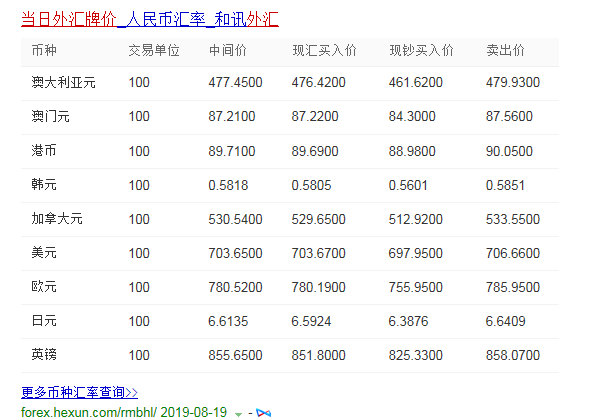 当日外汇牌价_人民币汇率_和讯外汇
币种 交易单位 中间价 现汇买入价 现钞买入价 卖出价
澳大利亚元 100 477.4500 476.4200 461.6200 479.9300
澳门元 100 87.2100 87.2200 84.3000 87.5600
港币 100 89.7100 89.6900 88.9800 90.0500
韩元 100 0.5818 0.5805 0.5601 0.5851
加拿大元 100 530.5400 529.6500 512.9200 533.5500
美元 100 703.6500 703.6700 697.9500 706.6600
欧元 100 780.5200 780.1900 755.9500 785.9500
日元 100 6.6135 6.5924 6.3876 6.6409
英镑 100 855.6500 851.8000 825.3300 858.0700
更多币种汇率查询>>
forex.hexun.com/rmbhl/ 2019-08-19 -